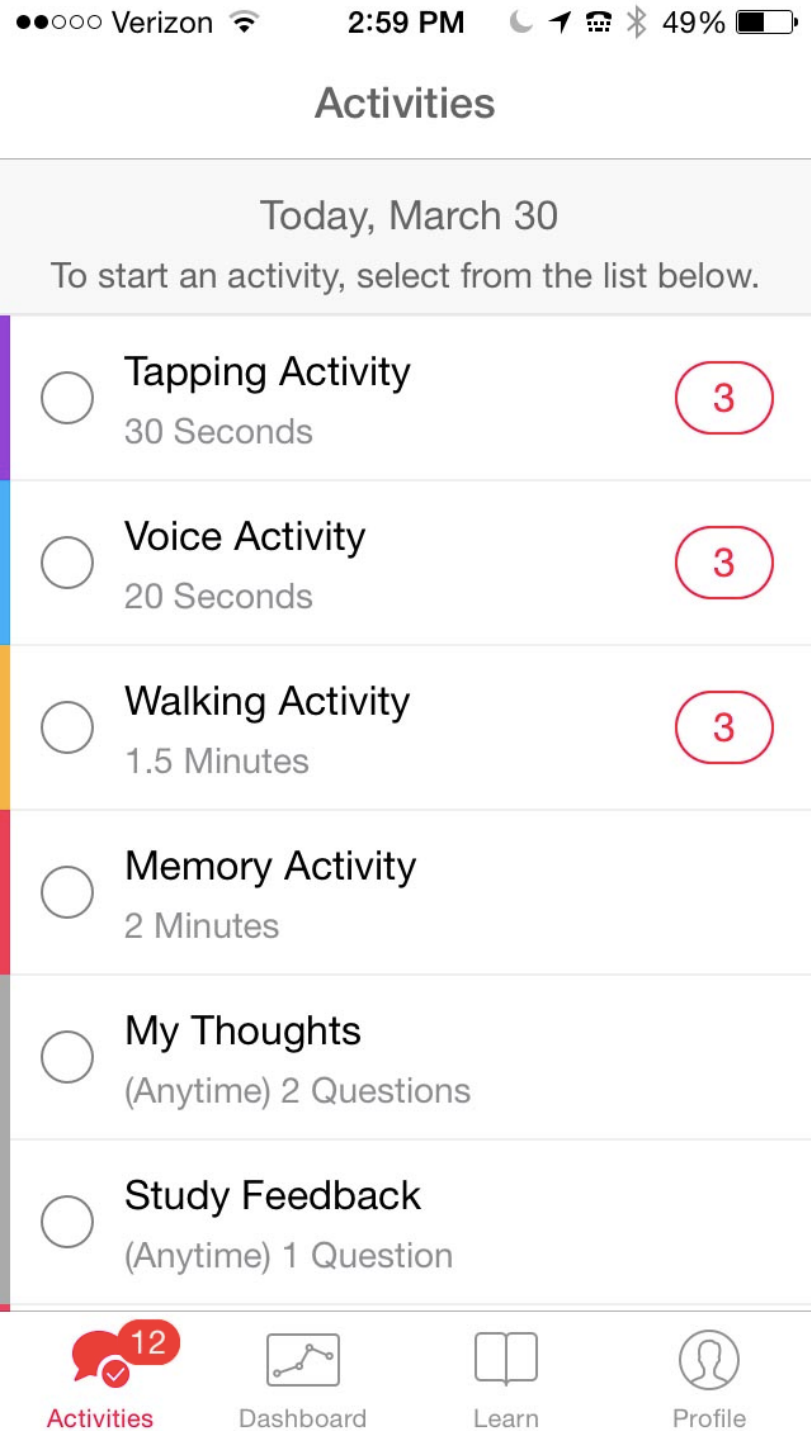 Verizon 2:59 PM 49%
Activities
Today, March 30
To start an activity, select from the list below.
Tapping Activity
30 Seconds
3
Voice Activity
20 Seconds
3
Walking Activity
1.5 Minutes
3
Memory Activity
2 Minutes
My Thoughts
(Anytime) 2 Questions
Study Feedback
(Anytime) 1 Question
12
Activities Dashboard Learn Profile